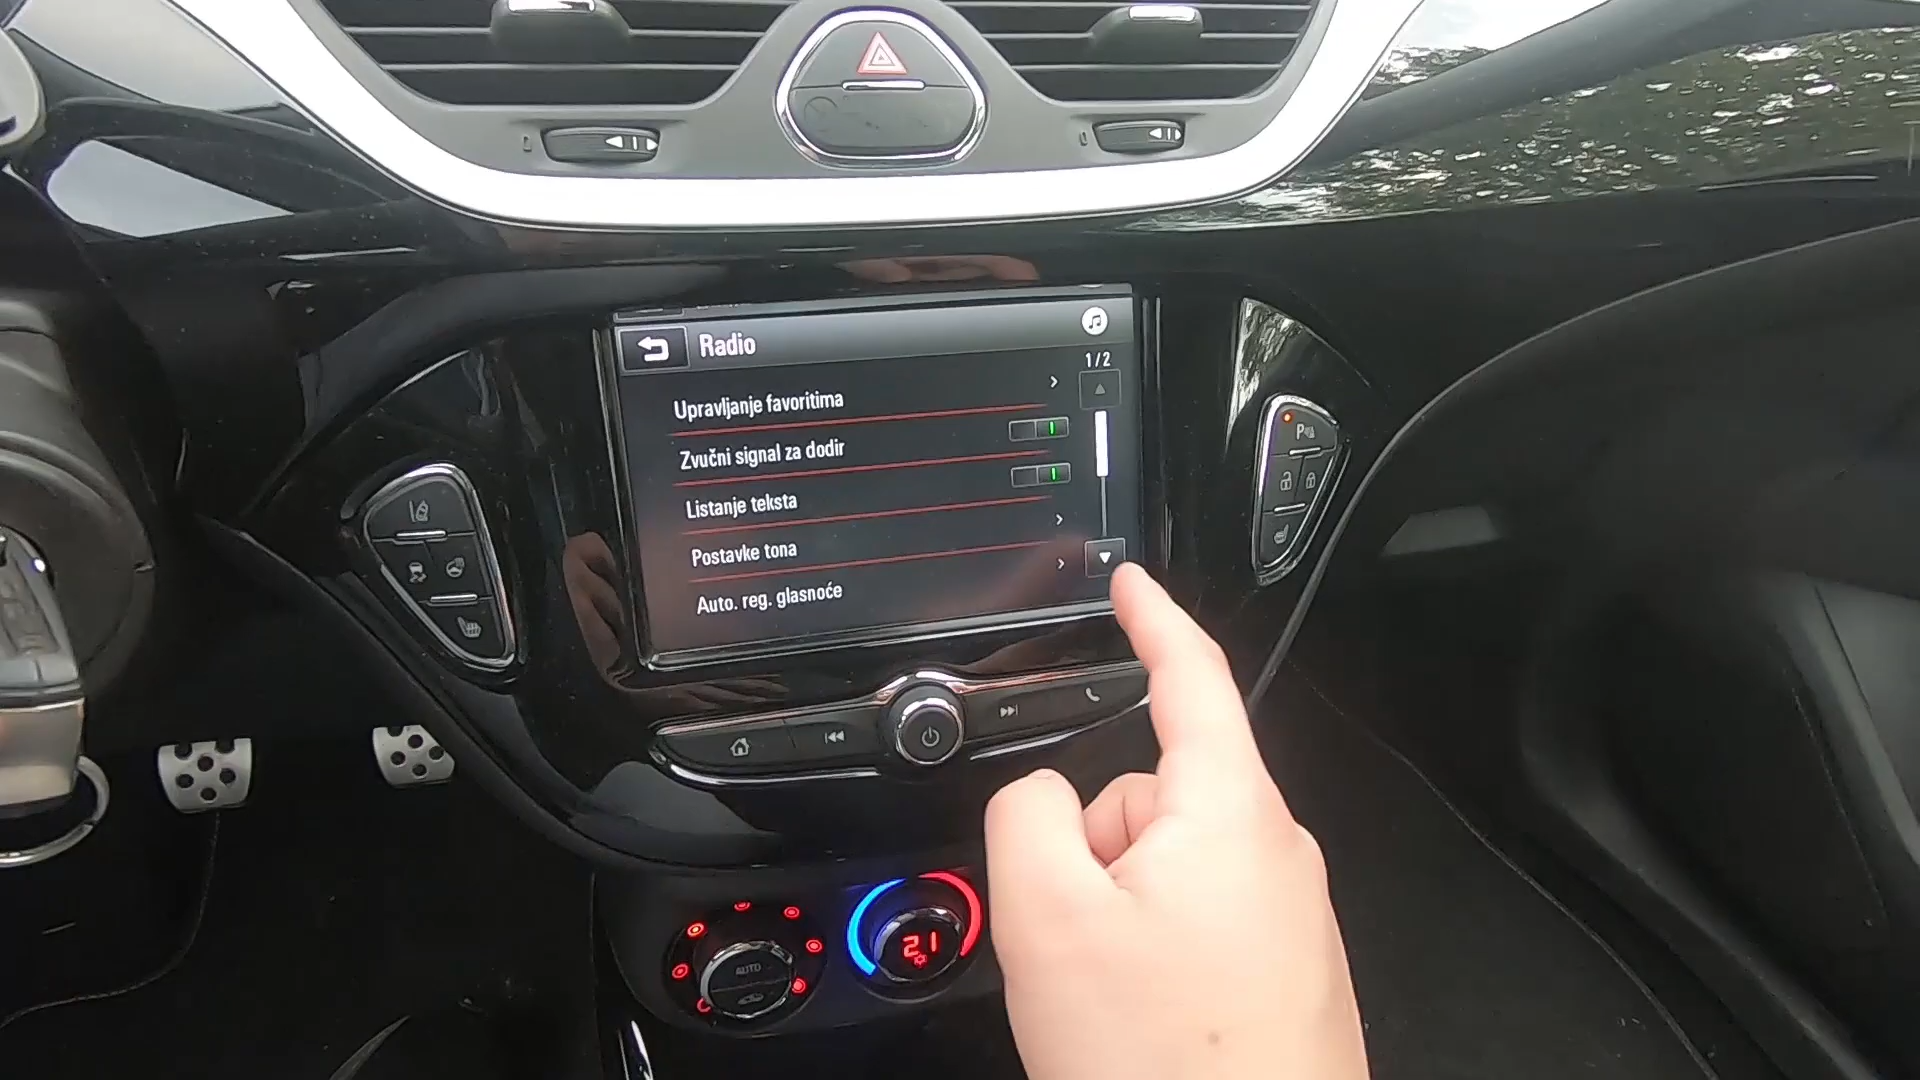 Radio
1/2
Upravljanje favoritima
Zvučni signal za dodir
Listanje teksta
Postavke tona
Auto. reg. glasnoće
P
AUTO
21